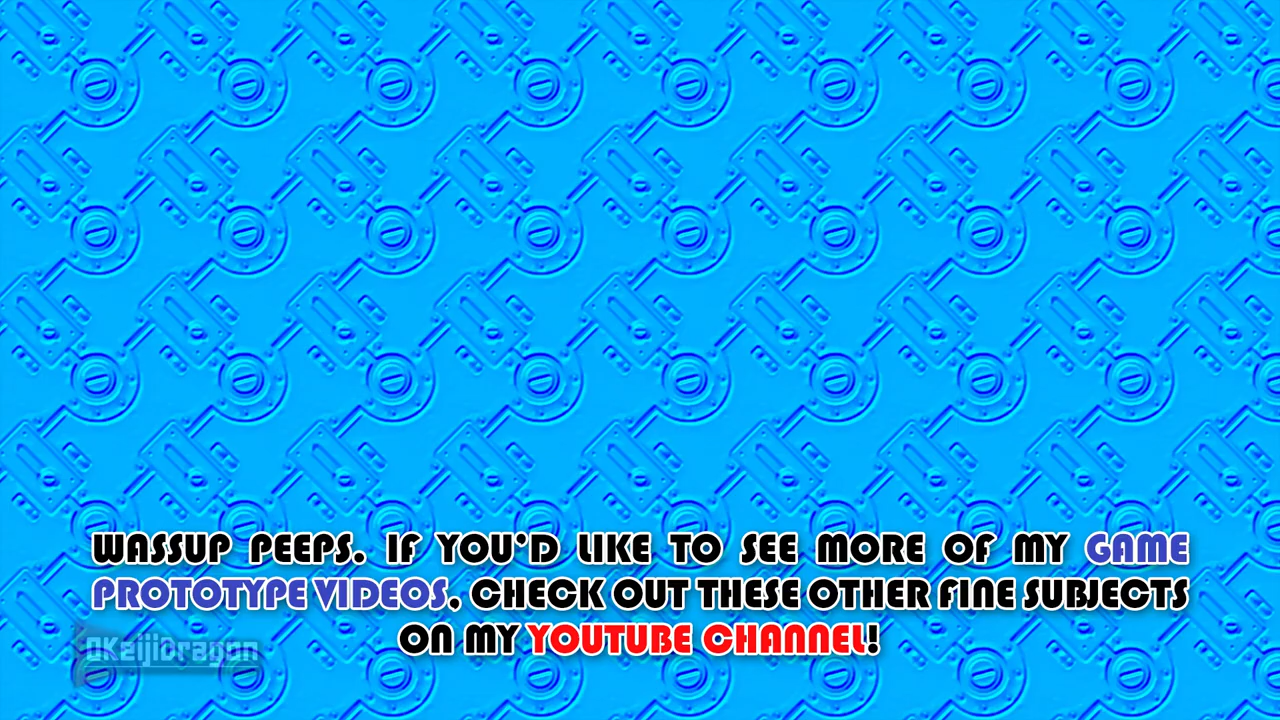 WASSUP PEEPS. IF YOU'D LIKE TO SEE MORE OF MY GAME
PROTOTYPE VIDEOS, CHECK OUT THESE OTHER FINE SUBJECTS
ON MY YOUTUBE CHANNEL!
OKeijiDragon